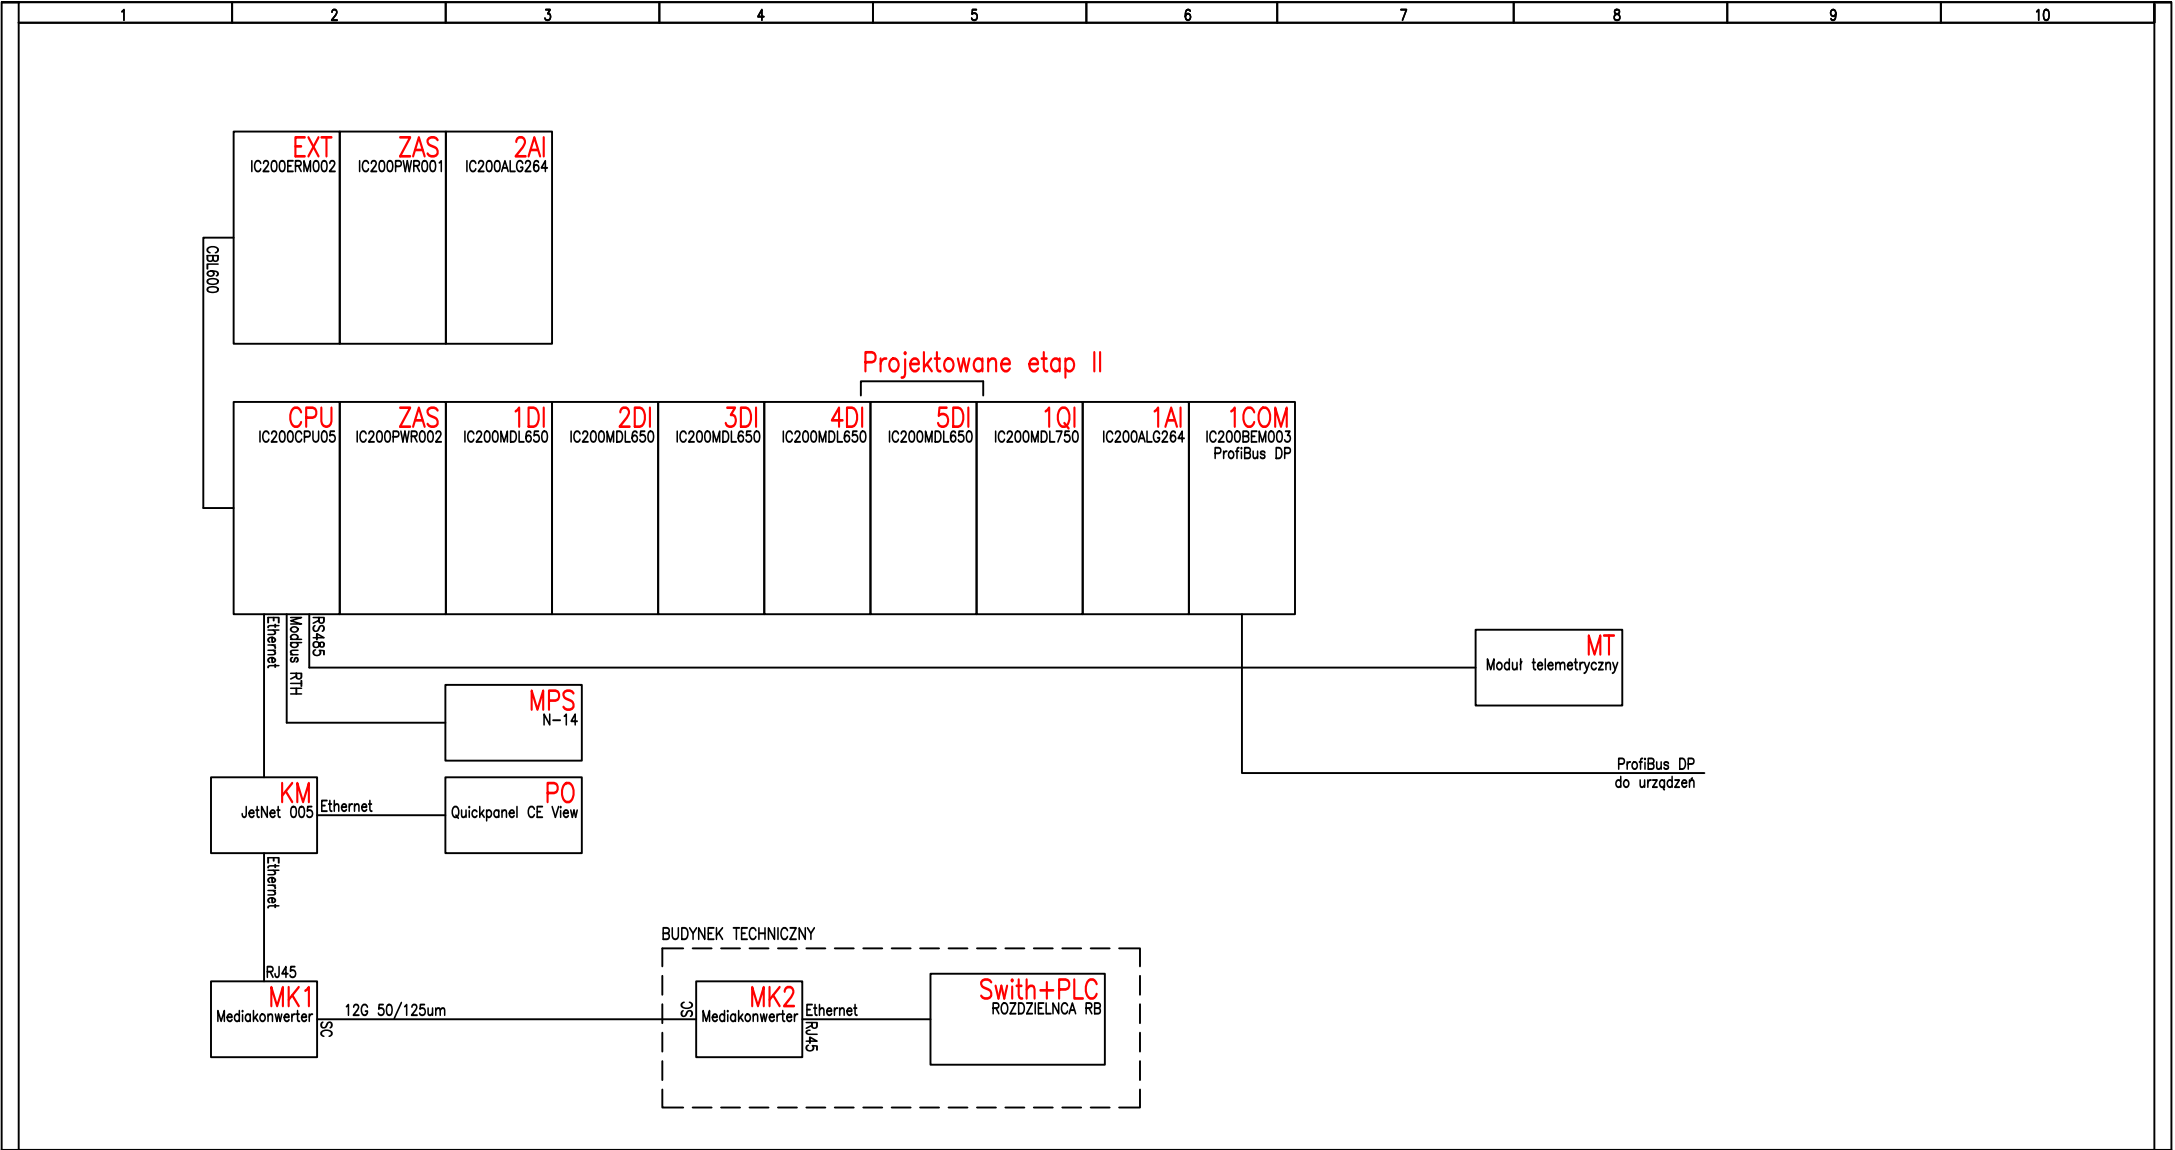 1 2 3 4 5 6 7 8 9 10
EXT ZAS 2AI
IC200ERM002 IC200PWR001 IC200ALG264
CBL600
Projektowane etap II
CPU ZAS 1DI 2DI 3DI 4DI 5DI 1QI 1AI 1COM
IC200CPU05 IC200PWR002 IC200MDL650 IC200MDL650 IC200MDL650 IC200MDL650 IC200MDL650 IC200MDL750 IC200ALG264 IC200BEM003
ProfiBus DP
Ethernet
Modbus RTH
RS485
MT
Moduł telemetryczny
MPS
N-14
ProfiBus DP
do urządzeń
KM
JetNet 005
Ethernet
PO
Quickpanel CE View
Ethernet
BUDYNEK TECHNICZNY
RJ45
MK1
Mediakonwerter
SC
12G 50/125um
SC
MK2
Mediakonwerter
Ethernet
RJ45
Swith+PLC
ROZDZIELNCA RB